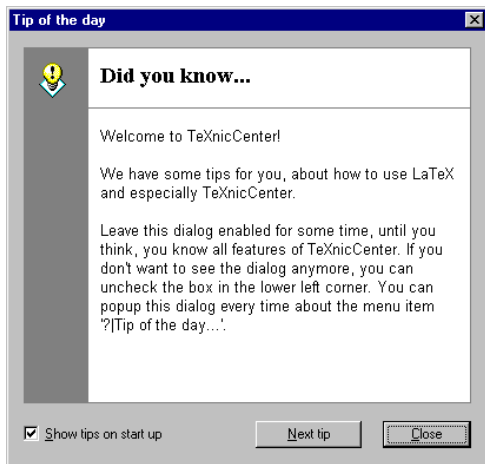 Tip of the day
Did you know...
Welcome to TeXnicCenter!
We have some tips for you, about how to use LaTeX
and especially TeXnicCenter.
Leave this dialog enabled for some time, until you
think, you know all features of TeXnicCenter. If you
don't want to see the dialog anymore, you can
uncheck the box in the lower left corner. You can
popup this dialog every time about the menu item
'?|Tip of the day...'.
Show tips on start up
Next tip
Close